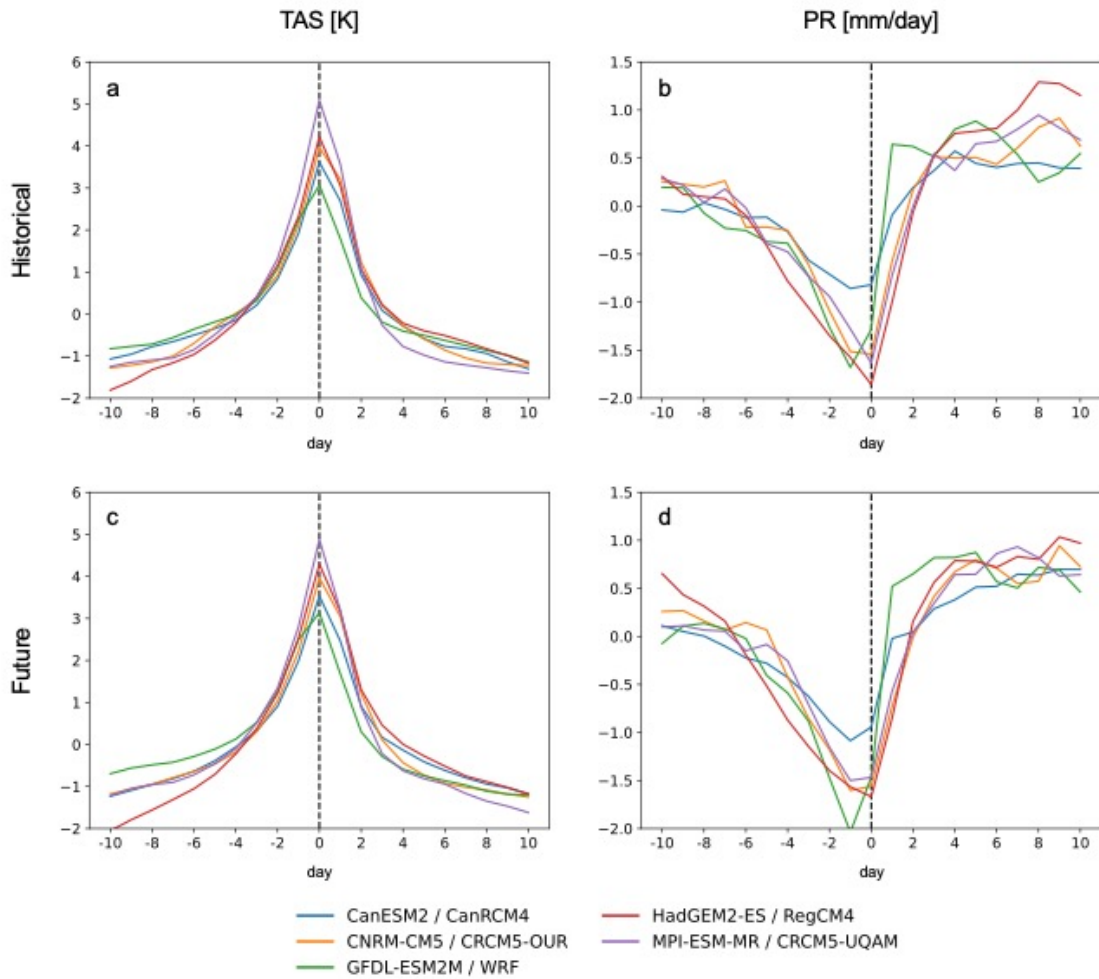 TAS [K]
PR [mm/day]
Historical
a
6
5
4
3
2
1
0
−1
−2
-10 -8 -6 -4 -2 0 2 4 6 8 10
day
b
1.5
1.0
0.5
0.0
−0.5
−1.0
−1.5
−2.0
-10 -8 -6 -4 -2 0 2 4 6 8 10
day
Future
c
6
5
4
3
2
1
0
−1
−2
-10 -8 -6 -4 -2 0 2 4 6 8 10
day
d
1.5
1.0
0.5
0.0
−0.5
−1.0
−1.5
−2.0
-10 -8 -6 -4 -2 0 2 4 6 8 10
day
CanESM2 / CanRCM4
CNRM-CM5 / CRCM5-OUR
GFDL-ESM2M / WRF
HadGEM2-ES / RegCM4
MPI-ESM-MR / CRCM5-UQAM